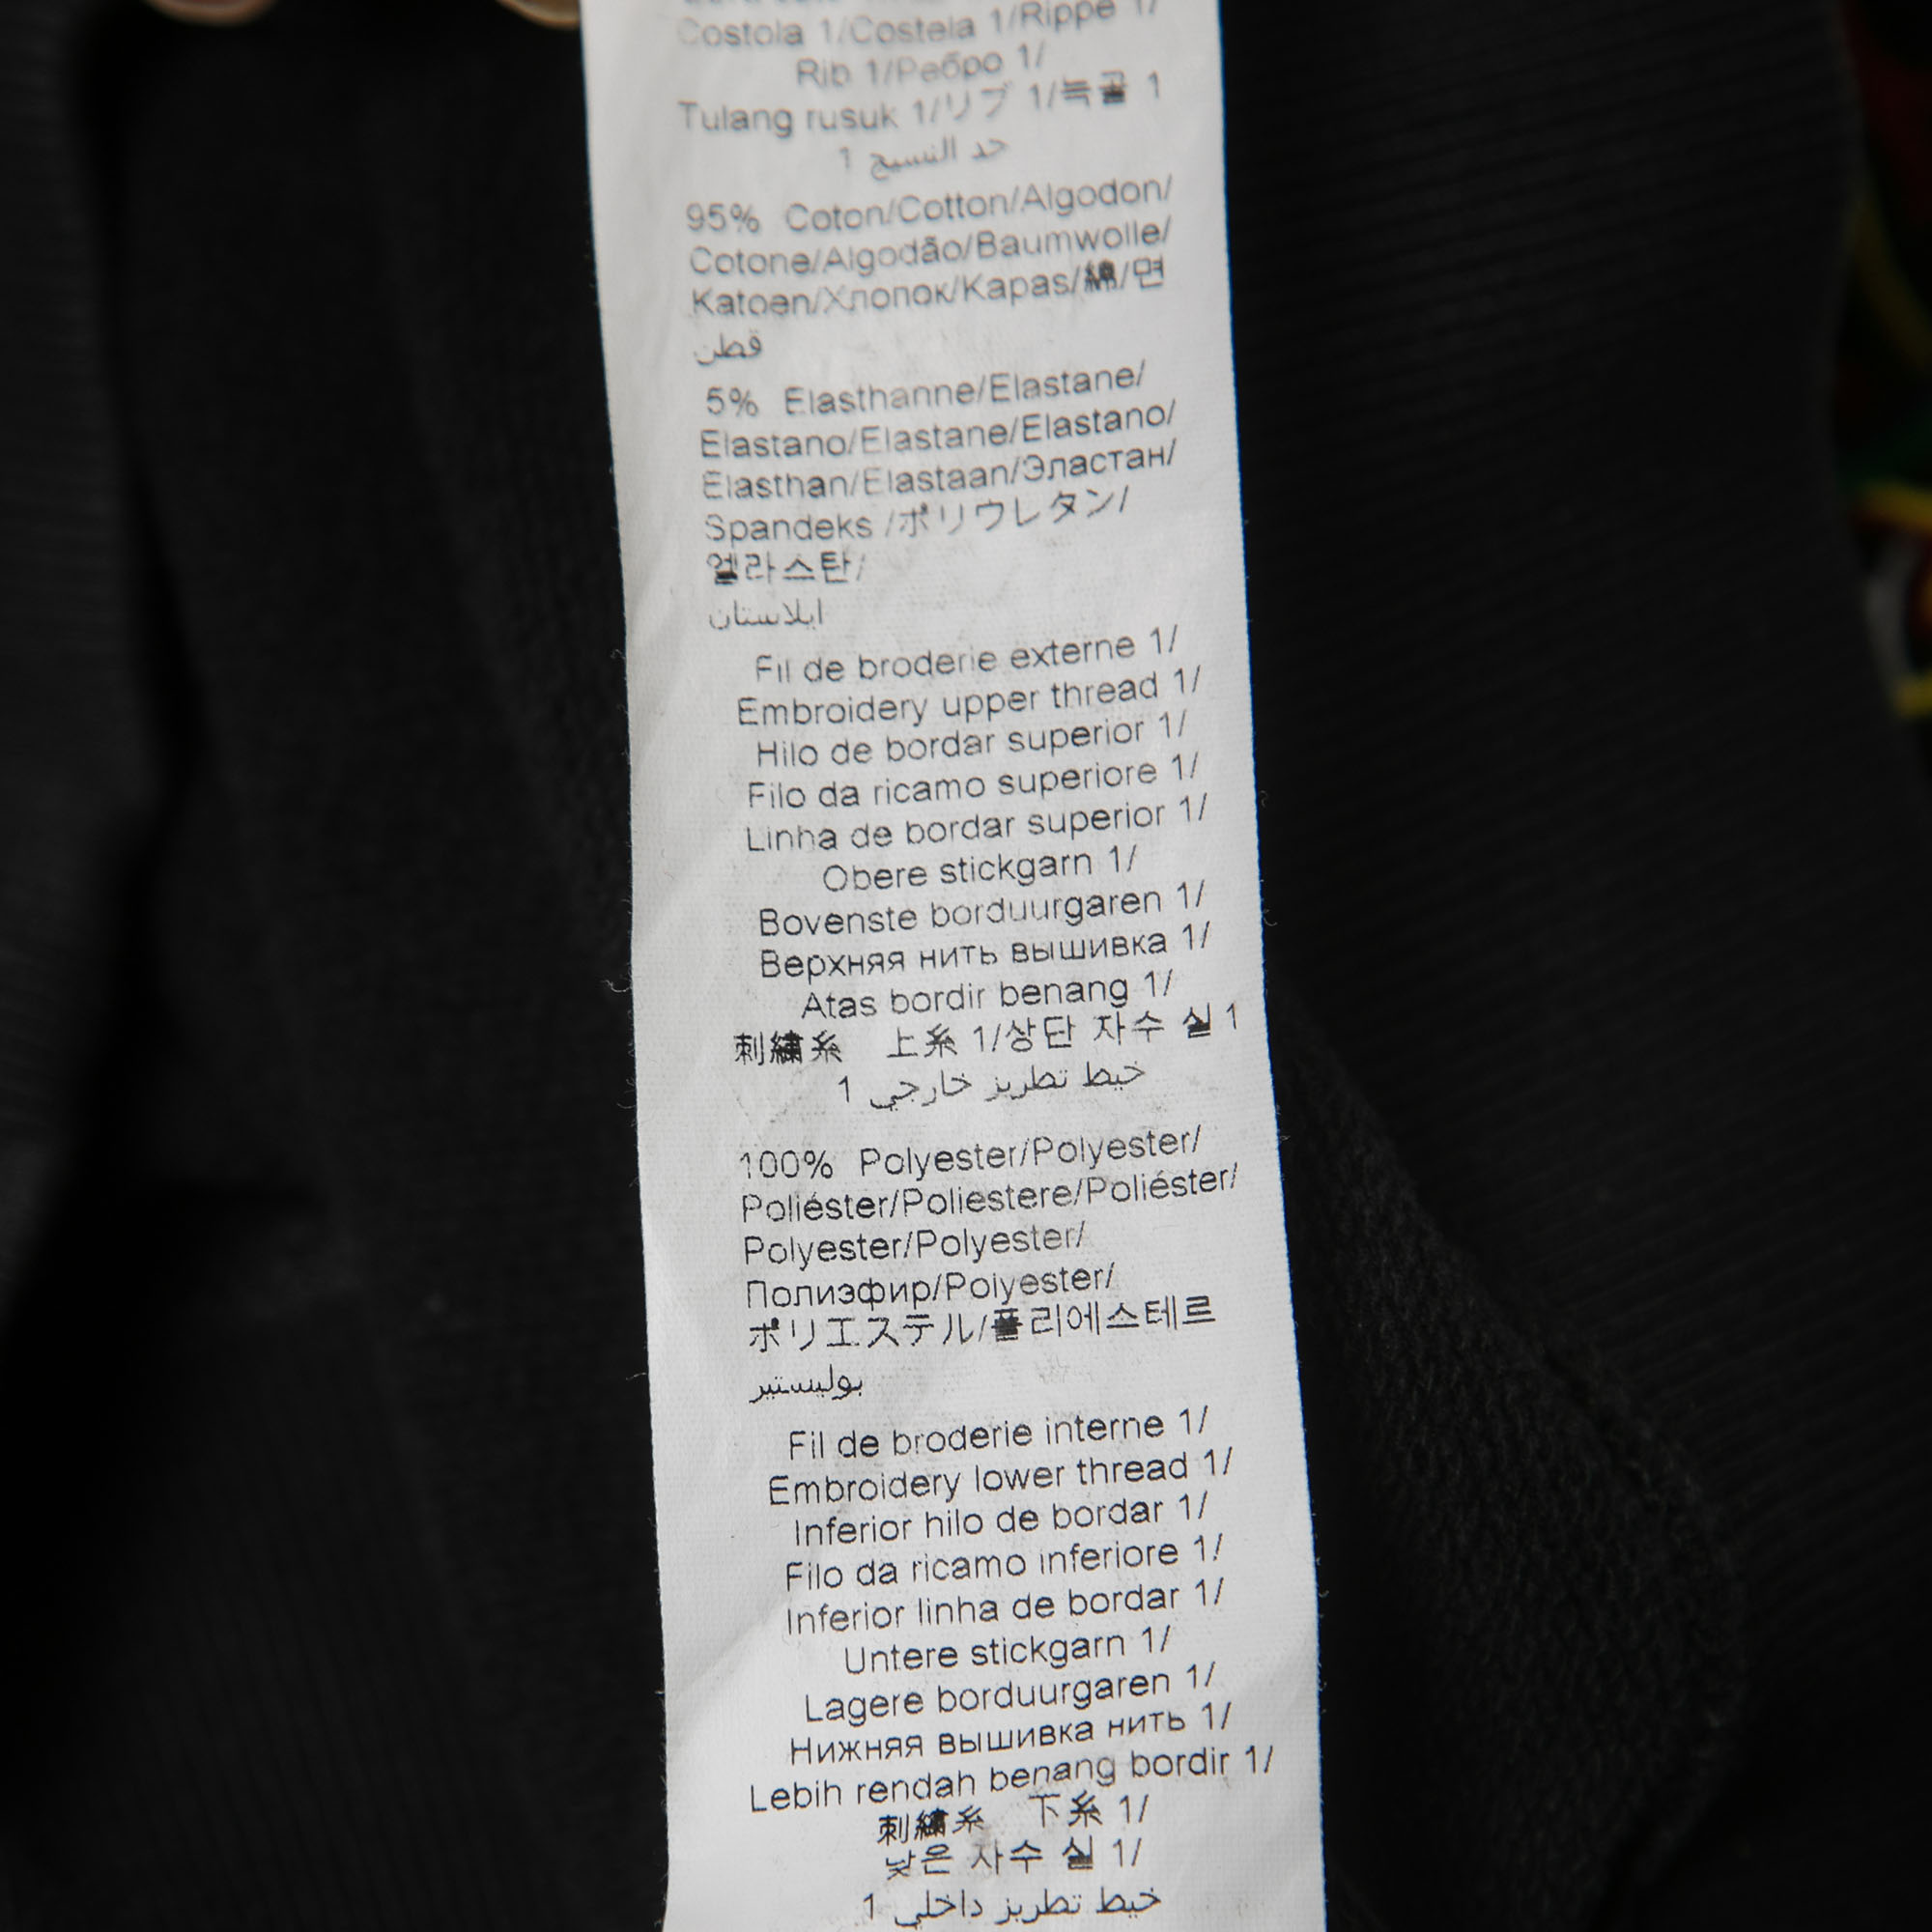 Costola 1/Costela 1/Rippe 1/
Rib 1/Ребро 1/
Tulang rusuk 1/リブ 1/늑골 1
حد النسيج 1
95% Coton/Cotton/Algodon/
Cotone/Algodão/Baumwolle/
Katoen/Хлопок/Kapas/綿/면
قطن
5% Elasthanne/Elastane/
Elastano/Elastane/Elastano/
Elasthan/Elastaan/Эластан/
Spandeks /ポリウレタン/
엘라스탄/
ايلاستان
Fil de broderie externe 1/
Embroidery upper thread 1/
Hilo de bordar superior 1/
Filo da ricamo superiore 1/
Linha de bordar superior 1/
Obere stickgarn 1/
Bovenste borduurgaren 1/
Верхняя нить вышивка 1/
Atas bordir benang 1/
刺繍糸 上糸 1/상단 자수 실 1
خيط تطريز خارجي 1
100% Polyester/Polyester/
Poliéster/Poliestere/Poliéster/
Polyester/Polyester/
Полиэфир/Polyester/
ポリエステル/폴리에스테르
بوليستير
Fil de broderie interne 1/
Embroidery lower thread 1/
Inferior hilo de bordar 1/
Filo da ricamo inferiore 1/
Inferior linha de bordar 1/
Untere stickgarn 1/
Lagere borduurgaren 1/
Нижняя вышивка нить 1/
Lebih rendah benang bordir 1/
刺繍糸 下糸 1/
낮은 자수 실 1/
خيط تطريز داخلي 1